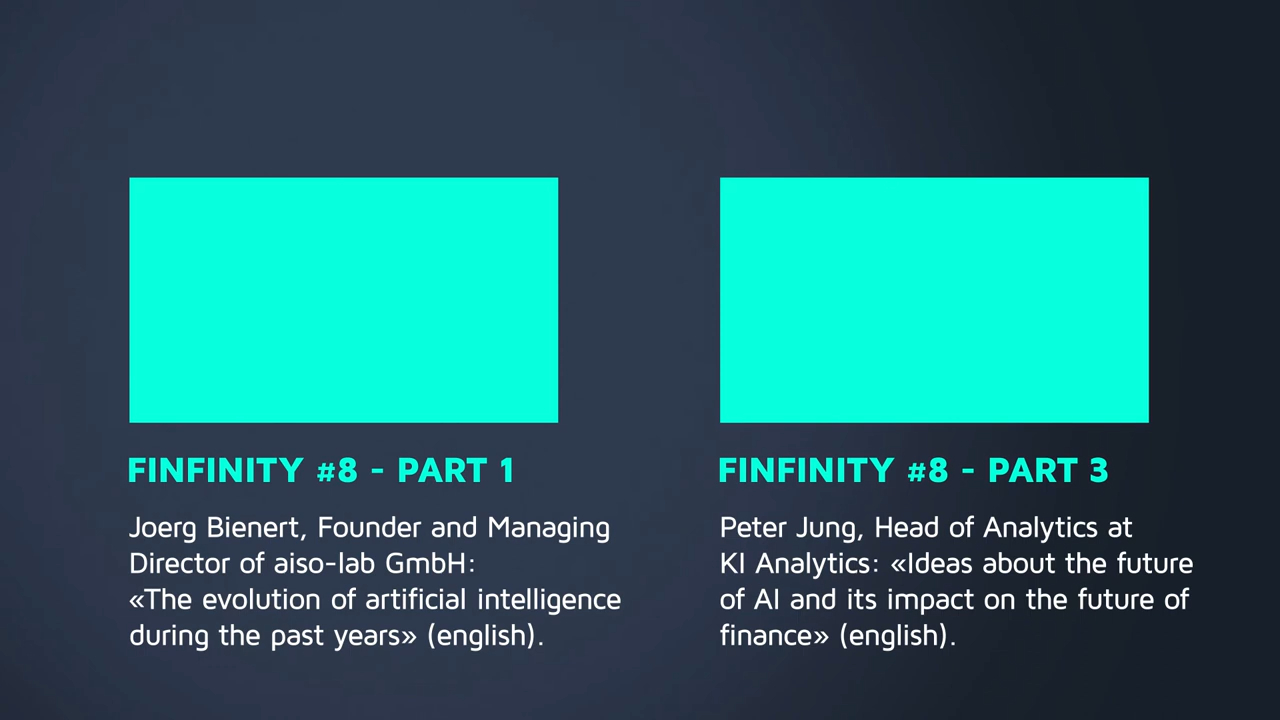 FINFINITY #8 - PART 1
Joerg Bienert, Founder and Managing
Director of aiso-lab GmbH:
«The evolution of artificial intelligence
during the past years» (english).
FINFINITY #8 - PART 3
Peter Jung, Head of Analytics at
KI Analytics: «Ideas about the future
of AI and its impact on the future of
finance» (english).